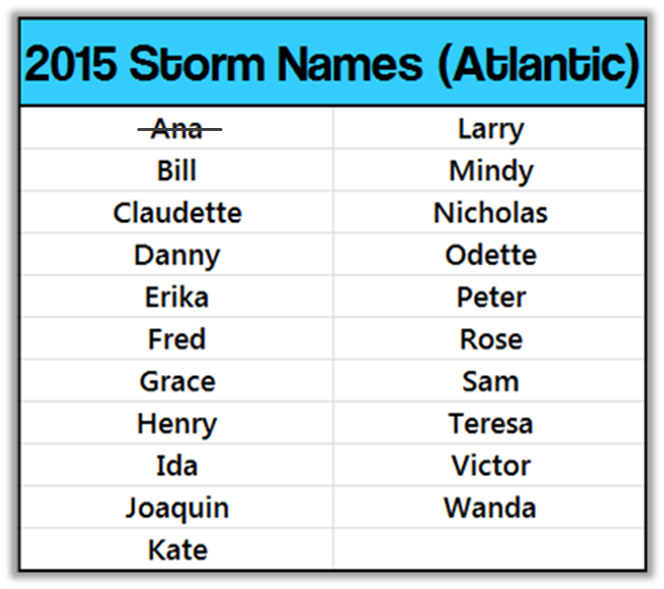 2015 Storm Names (Atlantic)
Ana Larry
Bill Mindy
Claudette Nicholas
Danny Odette
Erika Peter
Fred Rose
Grace Sam
Henry Teresa
Ida Victor
Joaquin Wanda
Kate